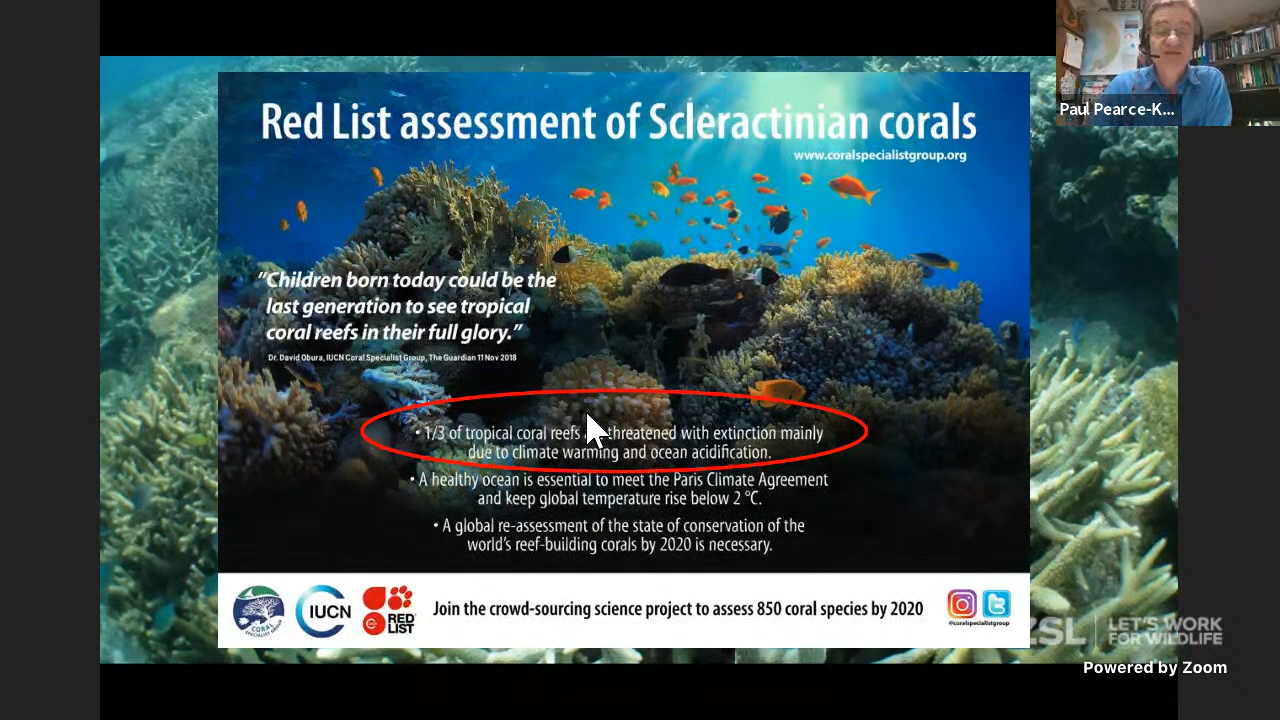 Paul Pearce-K...
Red List assessment of Scleractinian corals
www.coralspecialistgroup.org
"Children born today could be the
last generation to see tropical
coral reefs in their full glory."
Dr. David Obura, IUCN Coral Specialist Group, The Guardian 11 Nov 2018
• 1/3 of tropical coral reefs threatened with extinction mainly
due to climate warming and ocean acidification.
• A healthy ocean is essential to meet the Paris Climate Agreement
and keep global temperature rise below 2 °C.
• A global re-assessment of the state of conservation of the
world's reef-building corals by 2020 is necessary.
CORAL
SPECIALIST GROUP
IUCN
RED
LIST
Join the crowd-sourcing science project to assess 850 coral species by 2020
@coralspecialistgroup
ZSL
LET'S WORK
FOR WILDLIFE
Powered by Zoom